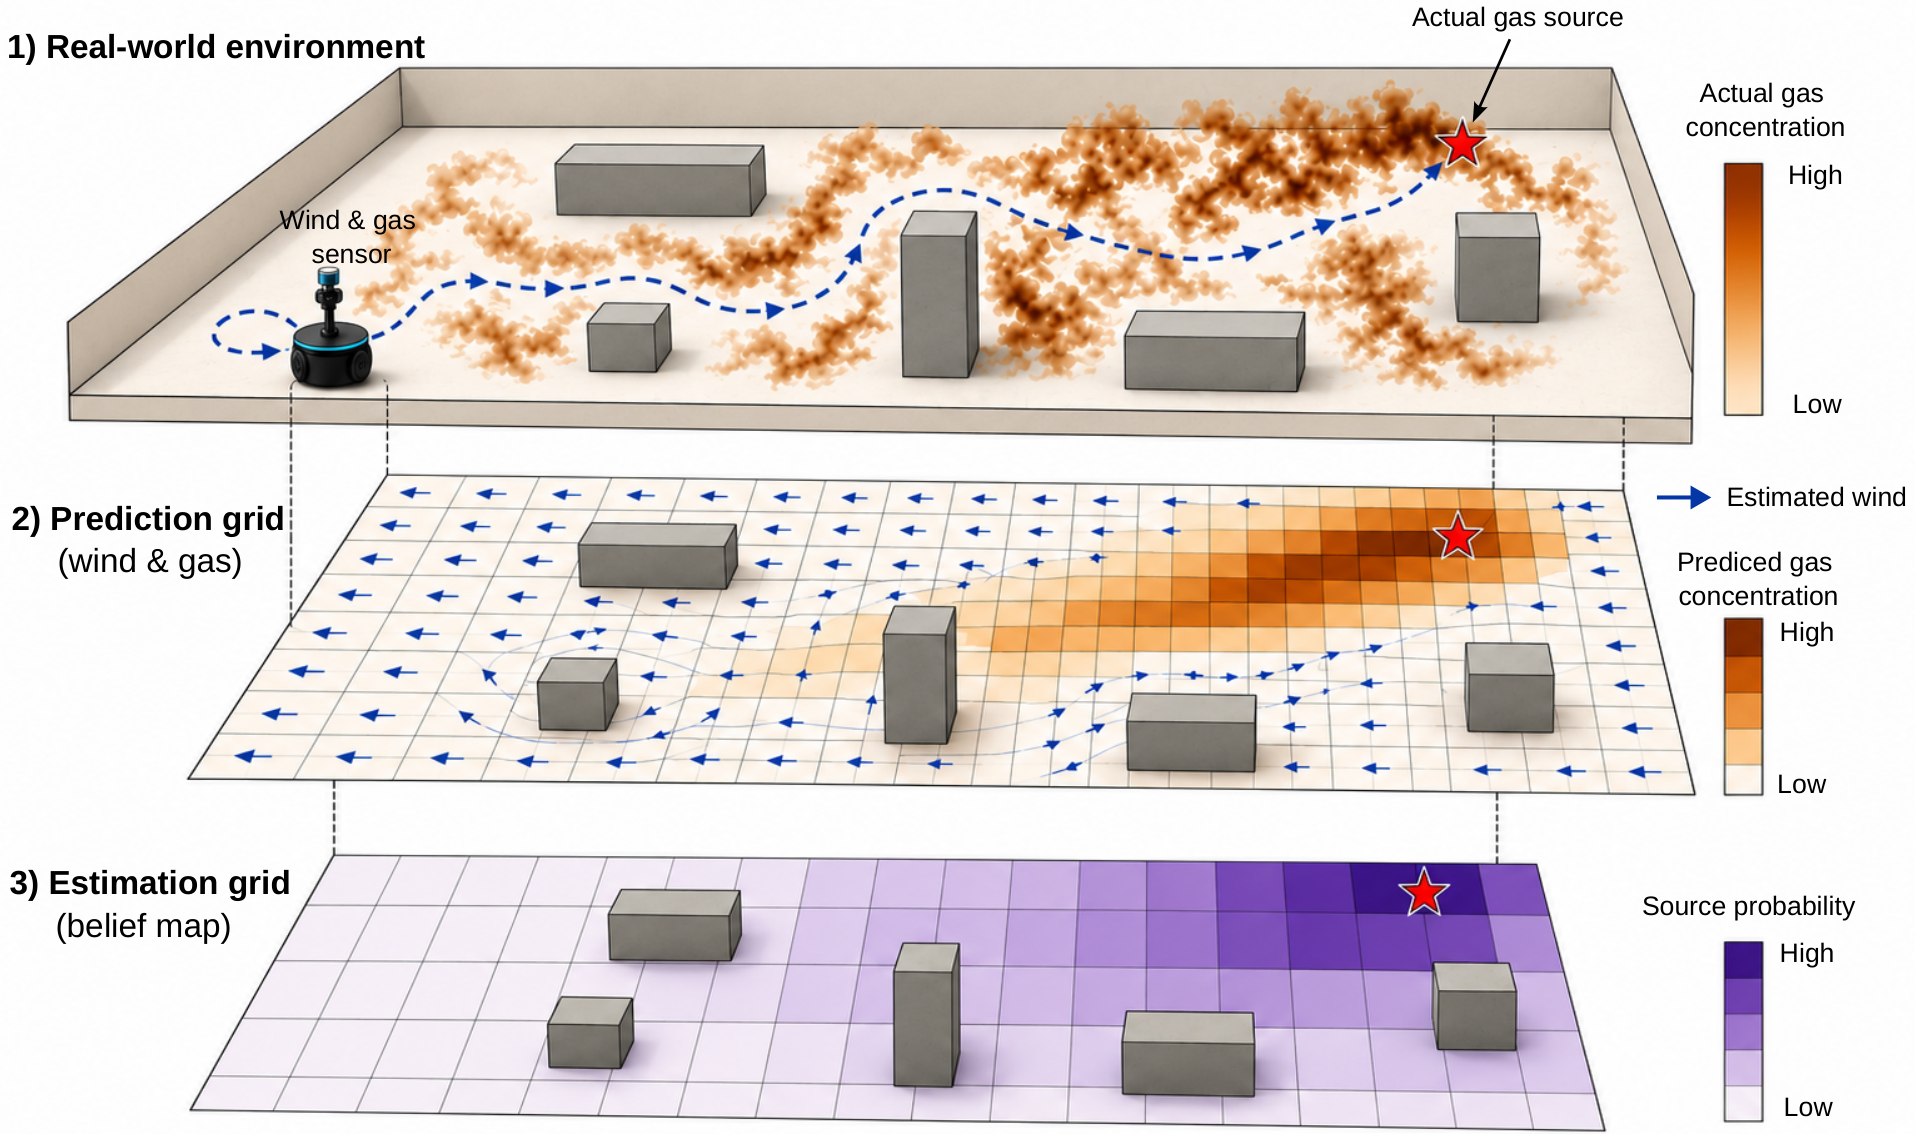 Actual gas source
1) Real-world environment
Actual gas
concentration
High
Wind & gas
sensor
Low
2) Prediction grid
(wind & gas)
Estimated wind
Prediced gas
concentration
High
Low
3) Estimation grid
(belief map)
Source probability
High
Low